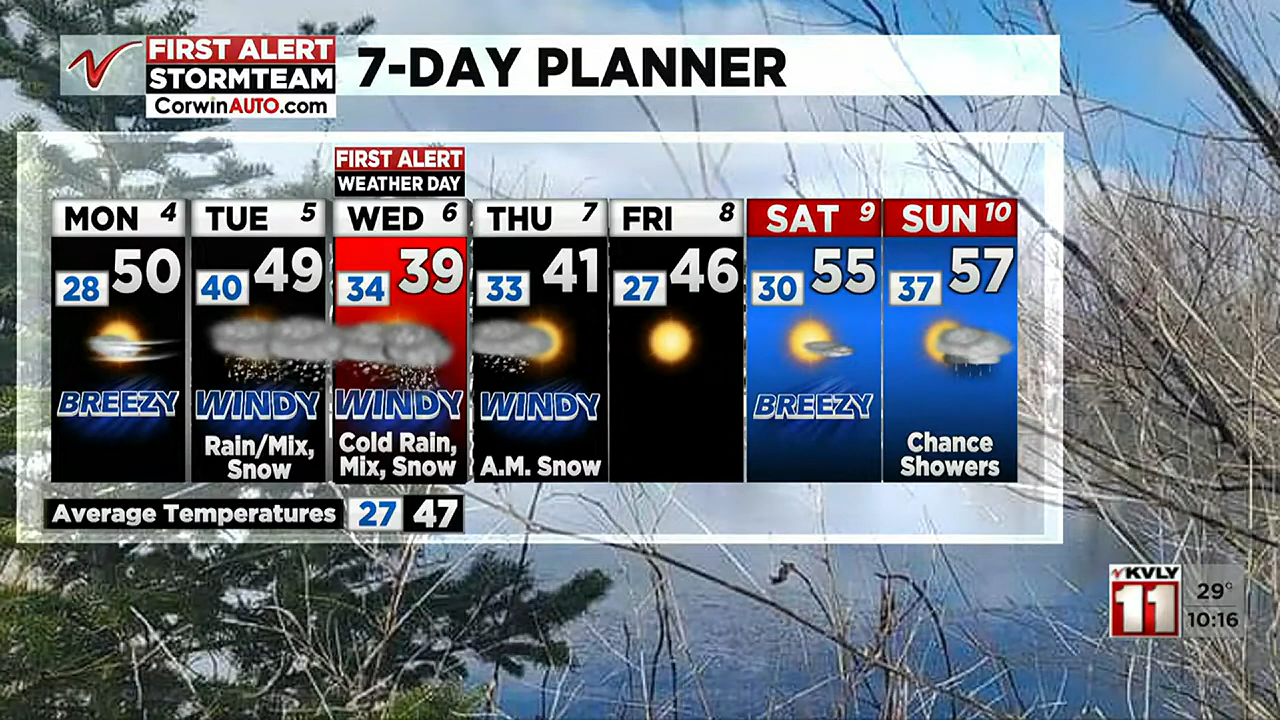 FIRST ALERT
STORMTEAM
CorwinAUTO.com
7-DAY PLANNER
FIRST ALERT
WEATHER DAY
MON 4
28 50
BREEZY
TUE 5
40 49
WINDY
Rain/Mix,
Snow
WED 6
34 39
WINDY
Cold Rain,
Mix, Snow
THU 7
33 41
WINDY
A.M. Snow
FRI 8
27 46
SAT 9
30 55
BREEZY
SUN 10
37 57
Chance
Showers
Average Temperatures 27 47
KVLY
11
29°
10:16